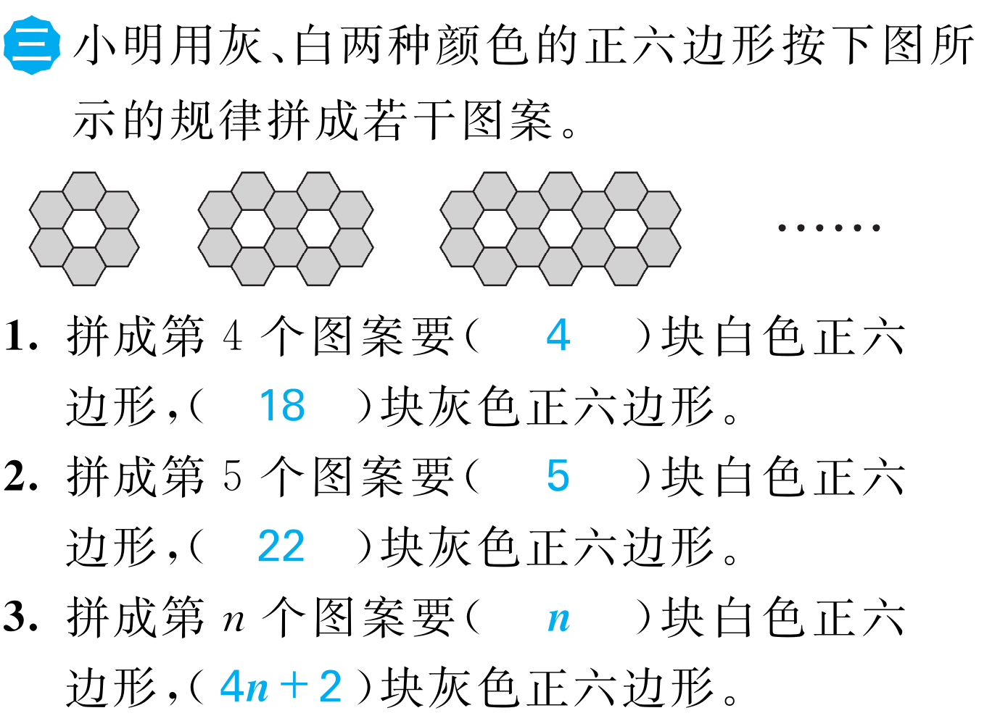 三 小明用灰、白两种颜色的正六边形按下图所
示的规律拼成若干图案。
……
1. 拼成第 4 个图案要( 4 )块白色正六
边形,( 18 )块灰色正六边形。
2. 拼成第 5 个图案要( 5 )块白色正六
边形,( 22 )块灰色正六边形。
3. 拼成第 n 个图案要( n )块白色正六
边形,( 4n+2 )块灰色正六边形。